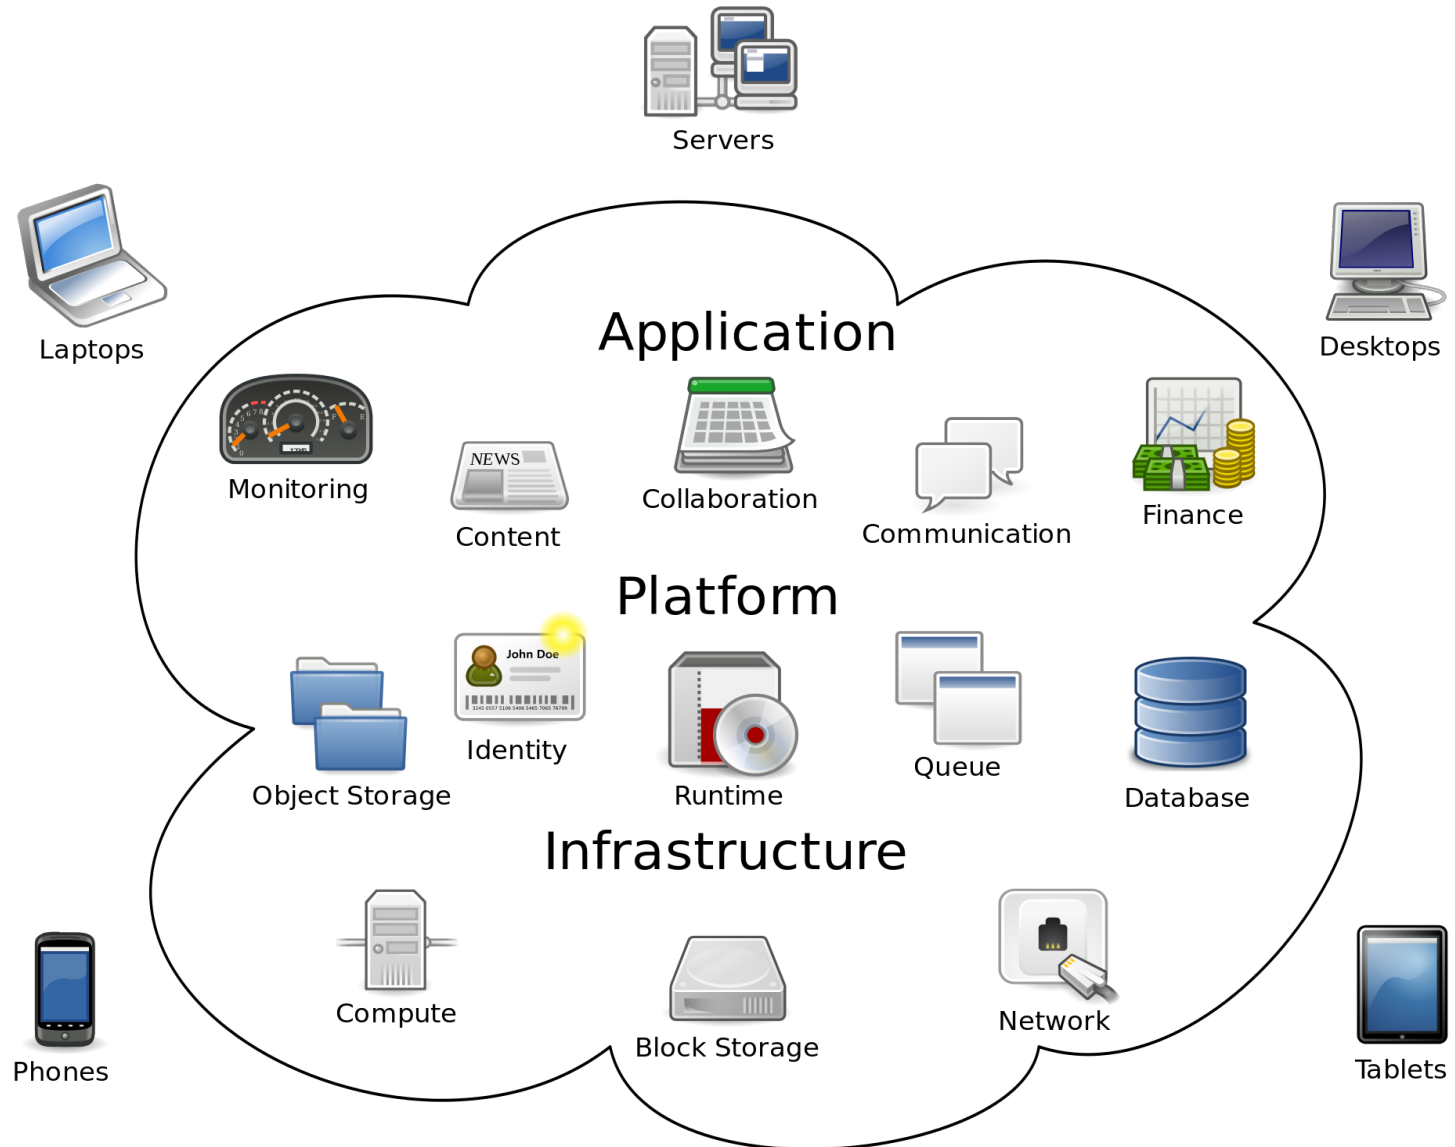 Servers
Laptops
Desktops
Application
Monitoring
NEWS
Content
Collaboration
Communication
Finance
Platform
Object Storage
John Doe
Identity
Runtime
Queue
Database
Infrastructure
Compute
Block Storage
Network
Phones
Tablets